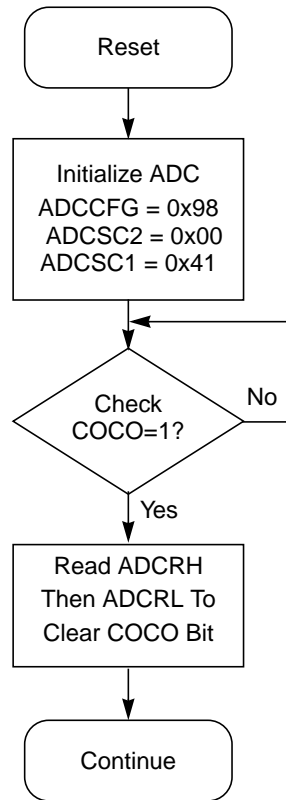 Reset
Initialize ADC
ADCCFG = 0x98
ADCSC2 = 0x00
ADCSC1 = 0x41
Check
COCO=1?
No
Yes
Read ADCRH
Then ADCRL To
Clear COCO Bit
Continue